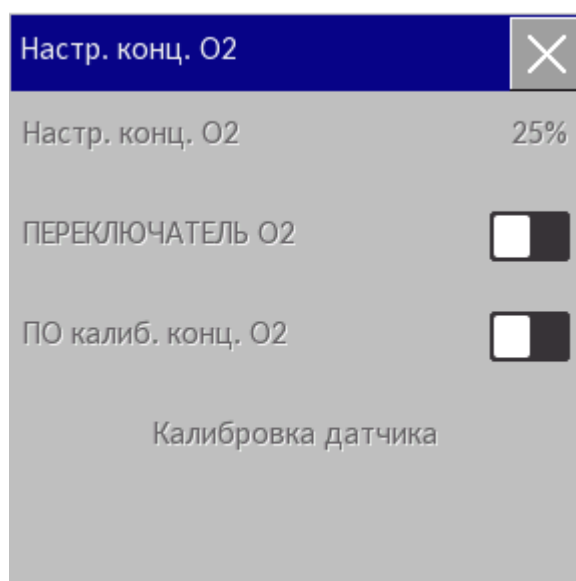 Настр. конц. O2
Настр. конц. O2 25%
ПЕРЕКЛЮЧАТЕЛЬ O2
ПО калиб. конц. O2
Калибровка датчика